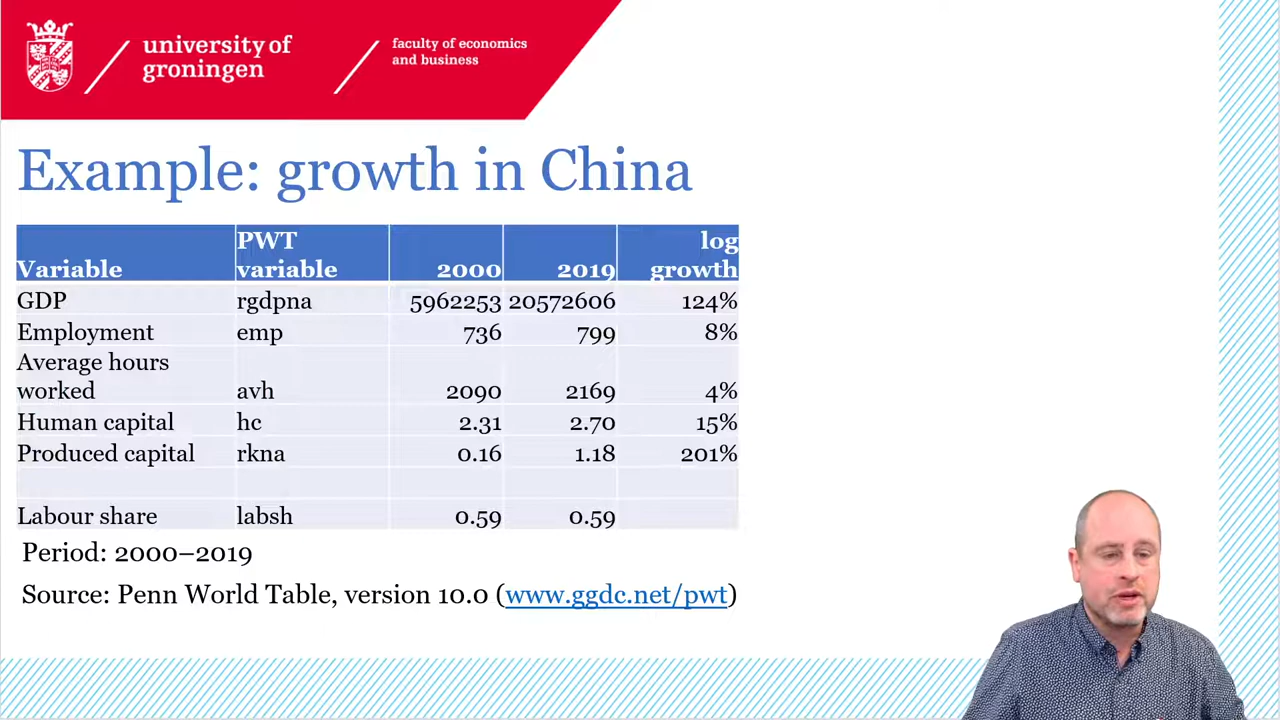 university of
groningen
faculty of economics
and business
Example: growth in China
Variable PWT variable 2000 2019 log growth
GDP rgdpna 5962253 20572606 124%
Employment emp 736 799 8%
Average hours worked avh 2090 2169 4%
Human capital hc 2.31 2.70 15%
Produced capital rkna 0.16 1.18 201%
Labour share labsh 0.59 0.59
Period: 2000–2019
Source: Penn World Table, version 10.0 (www.ggdc.net/pwt)